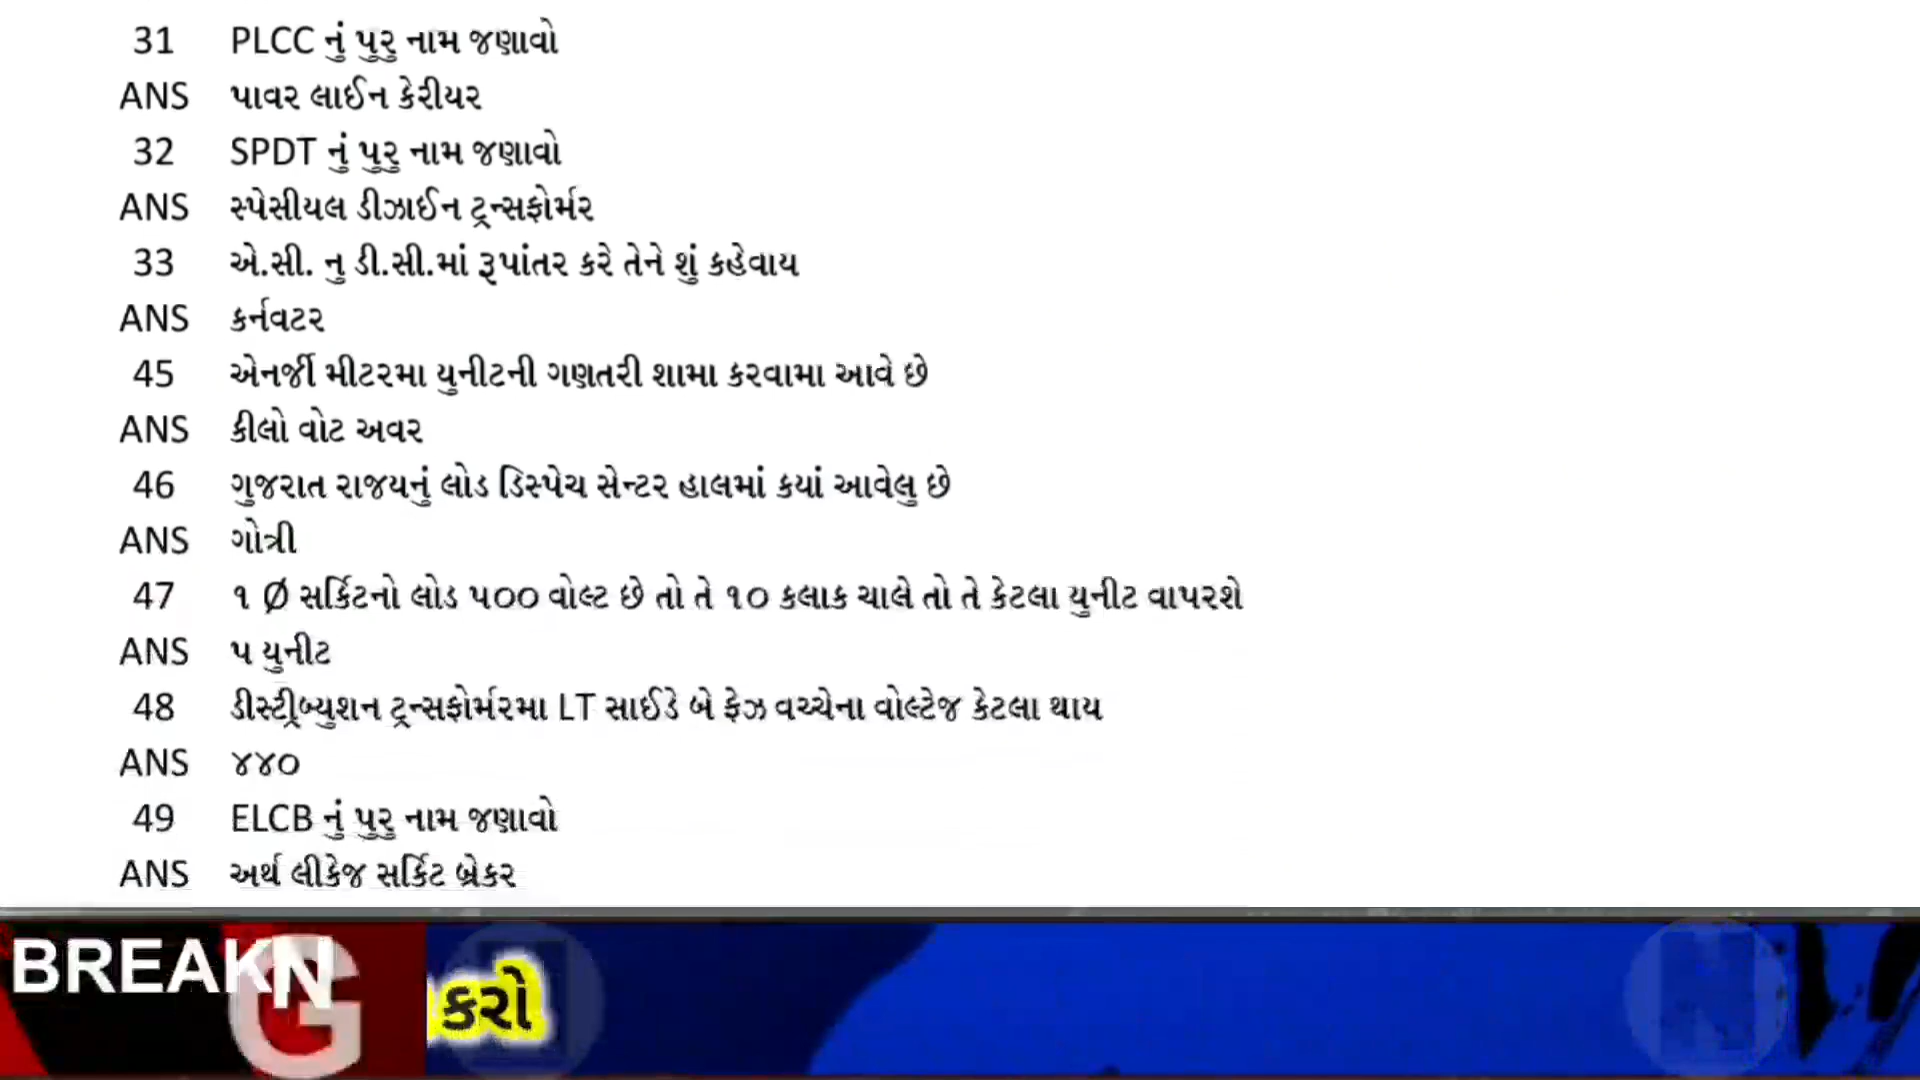 31 PLCC નું પુરુ નામ જણાવો
ANS પાવર લાઈન કેરીયર
32 SPDT નું પુરુ નામ જણાવો
ANS સ્પેસીયલ ડીઝાઈન ટ્રન્સફોર્મર
33 એ.સી. નુ ડી.સી.માં રૂપાંતર કરે તેને શું કહેવાય
ANS કર્નવટર
45 એનર્જી મીટરમા યુનીટની ગણતરી શામા કરવામા આવે છે
ANS કીલો વોટ અવર
46 ગુજરાત રાજયનું લોડ ડિસ્પેચ સેન્ટર હાલમાં કયાં આવેલુ છે
ANS ગોત્રી
47 ૧ Ø સર્કિટનો લોડ ૫૦૦ વોલ્ટ છે તો તે ૧૦ કલાક ચાલે તો તે કેટલા યુનીટ વાપરશે
ANS ૫ યુનીટ
48 ડીસ્ટ્રીબ્યુશન ટ્રન્સફોર્મરમા LT સાઈડે બે ફેઝ વચ્ચેના વોલ્ટેજ કેટલા થાય
ANS ૪૪૦
49 ELCB નું પુરુ નામ જણાવો
ANS અર્થ લીકેજ સર્કિટ બ્રેકર
BREAKN
G કરો